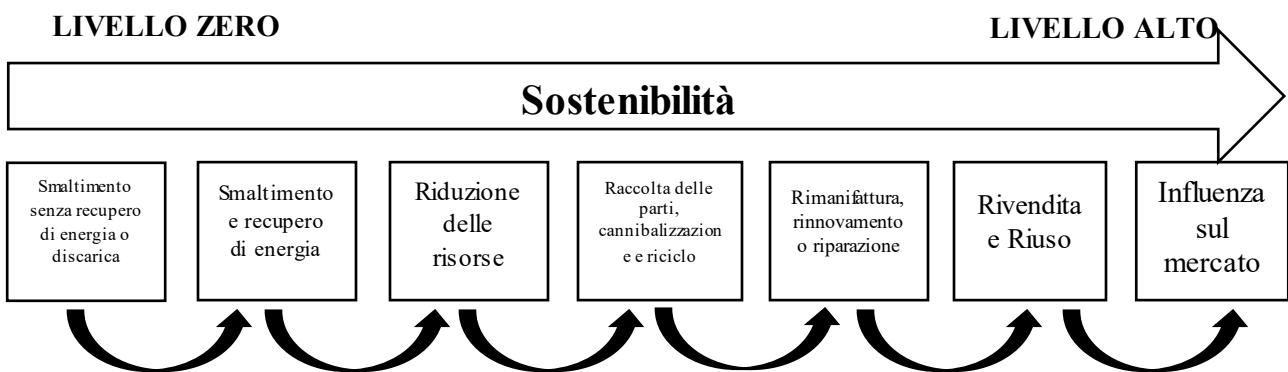 LIVELLO ZERO
LIVELLO ALTO
Sostenibilità
Smaltimento
senza recupero
di energia o
discarica
Smaltimento
e recupero
di energia
Riduzione
delle
risorse
Raccolta delle
parti,
cannibalizzazion
e e riciclo
Rimanifattura,
rinnovamento
o riparazione
Rivendita
e Riuso
Influenza
sul
mercato